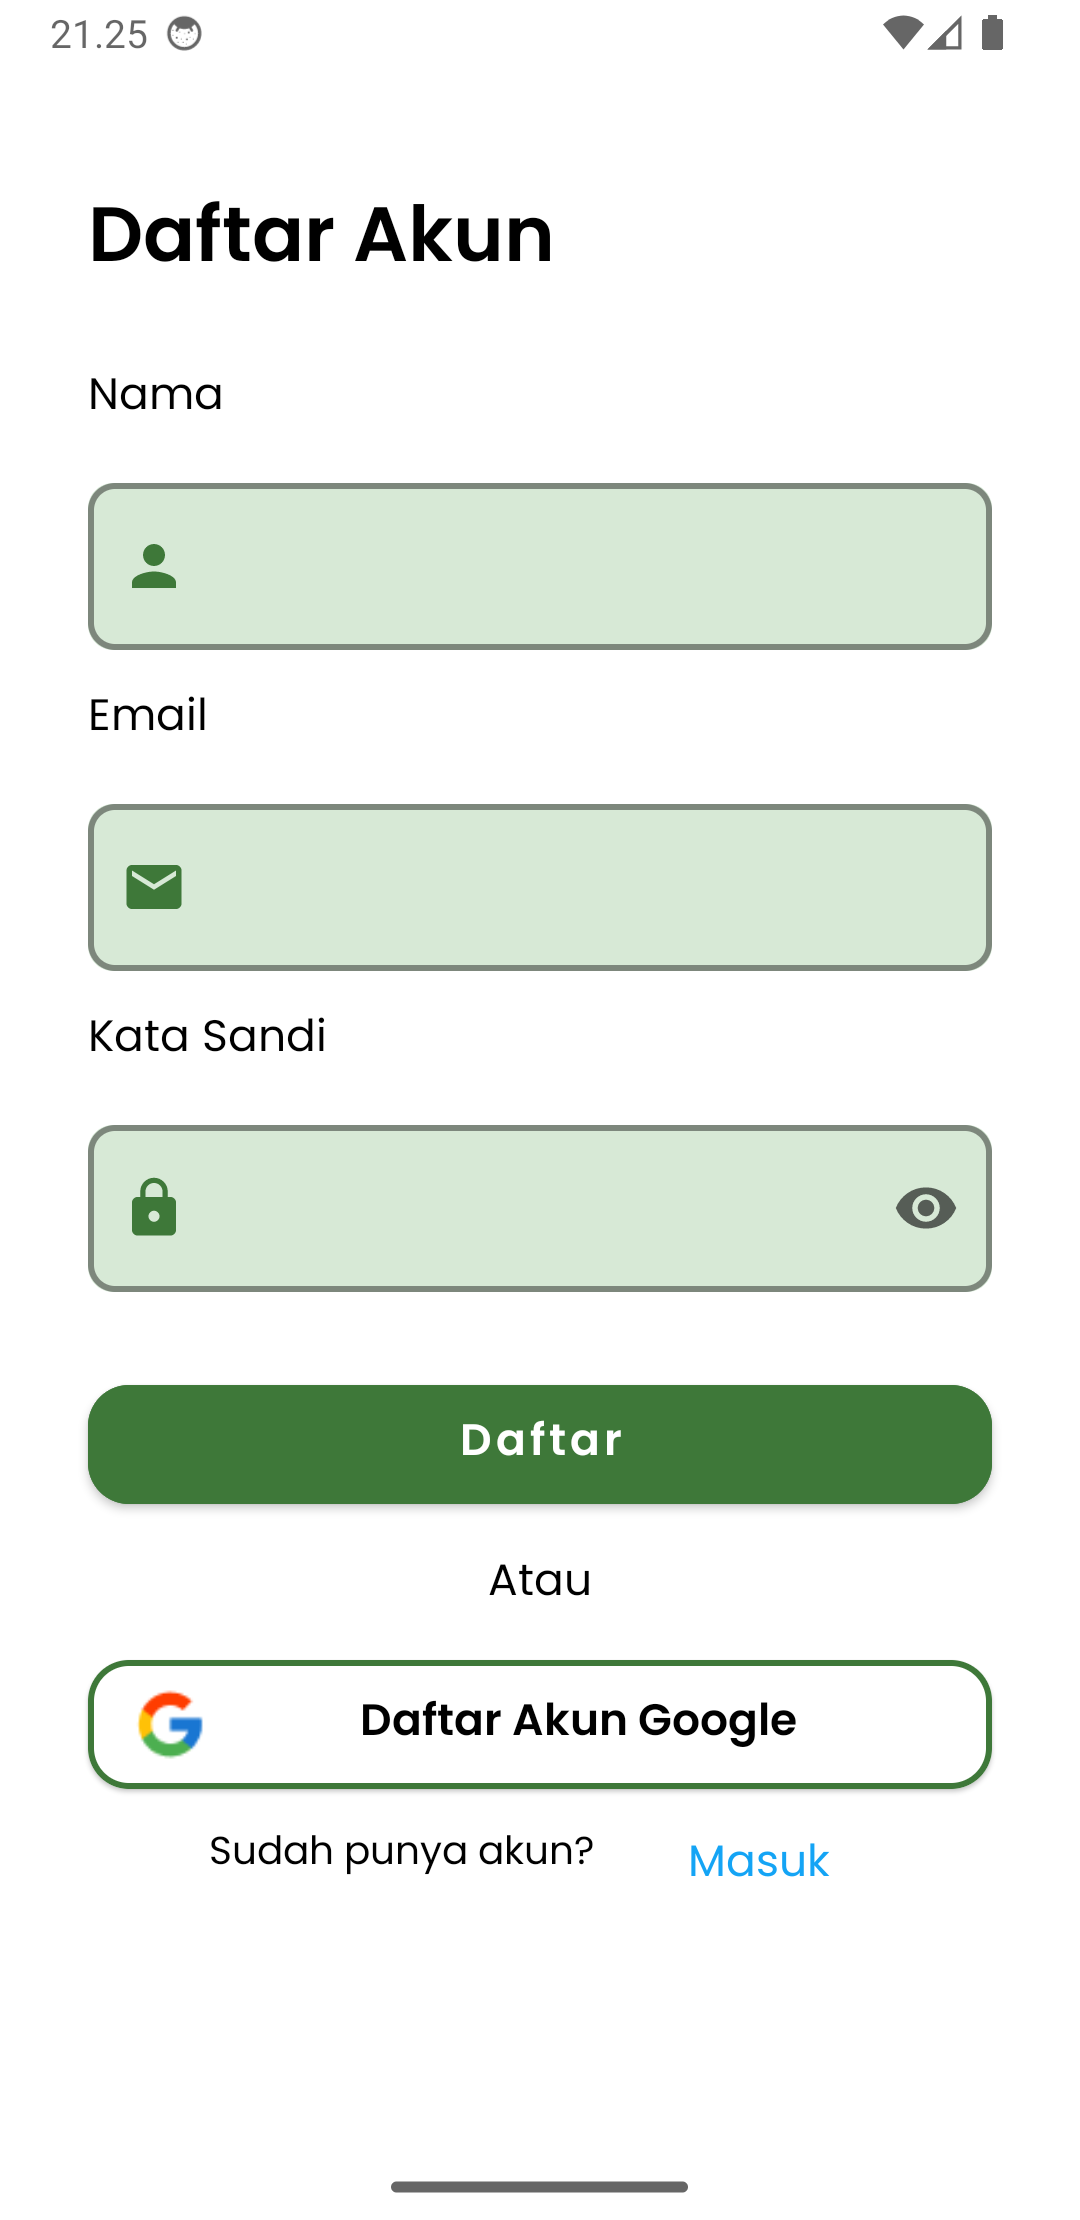 21.25
Daftar Akun
Nama
Email
Kata Sandi
Daftar
Atau
Daftar Akun Google
Sudah punya akun? Masuk